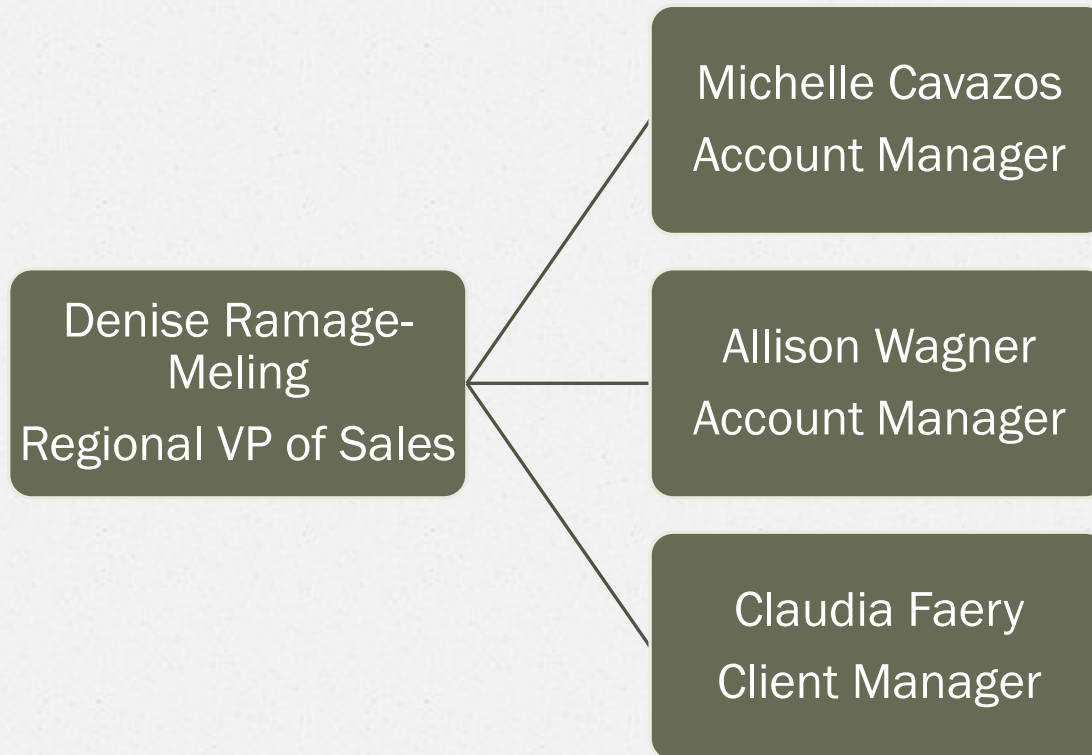 Michelle Cavazos
Account Manager
Denise Ramage-
Meling
Regional VP of Sales
Allison Wagner
Account Manager
Claudia Faery
Client Manager